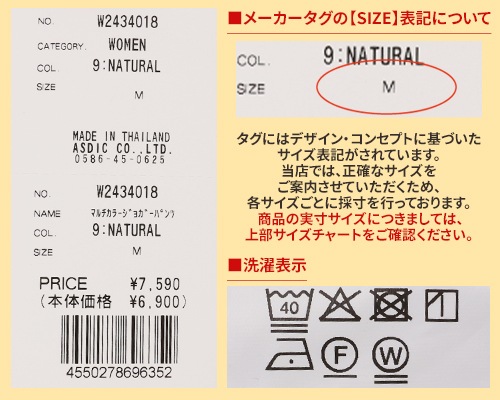 NO. W2434018
CATEGORY. WOMEN
COL. 9:NATURAL
SIZE M
MADE IN THAILAND
ASDIC CO.,LTD.
0586-45-0625
NO. W2434018
NAME ﾏﾙﾁｶﾗｰｼﾞｮｶﾞｰﾊﾟﾝﾂ
COL. 9:NATURAL
SIZE M
PRICE ¥7,590
(本体価格 ¥6,900)
4550278696352
■メーカータグの【SIZE】表記について
COL. 9:NATURAL
SIZE M
タグにはデザイン・コンセプトに基づいた
サイズ表記がされています。
当店では、正確なサイズを
ご案内させていただくため、
各サイズごとに採寸を行っております。
商品の実寸サイズにつきましては、
上部サイズチャートをご確認ください。
■洗濯表示
40
F W